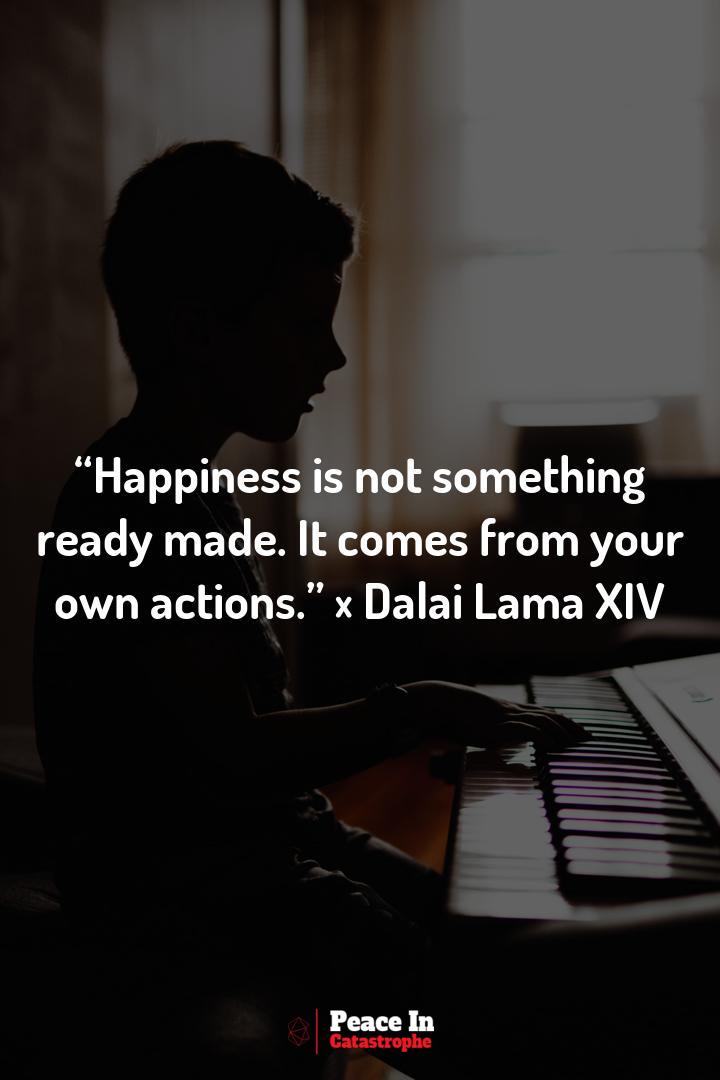 “Happiness is not something
ready made. It comes from your
own actions.” x Dalai Lama XIV
Peace In
Catastrophe